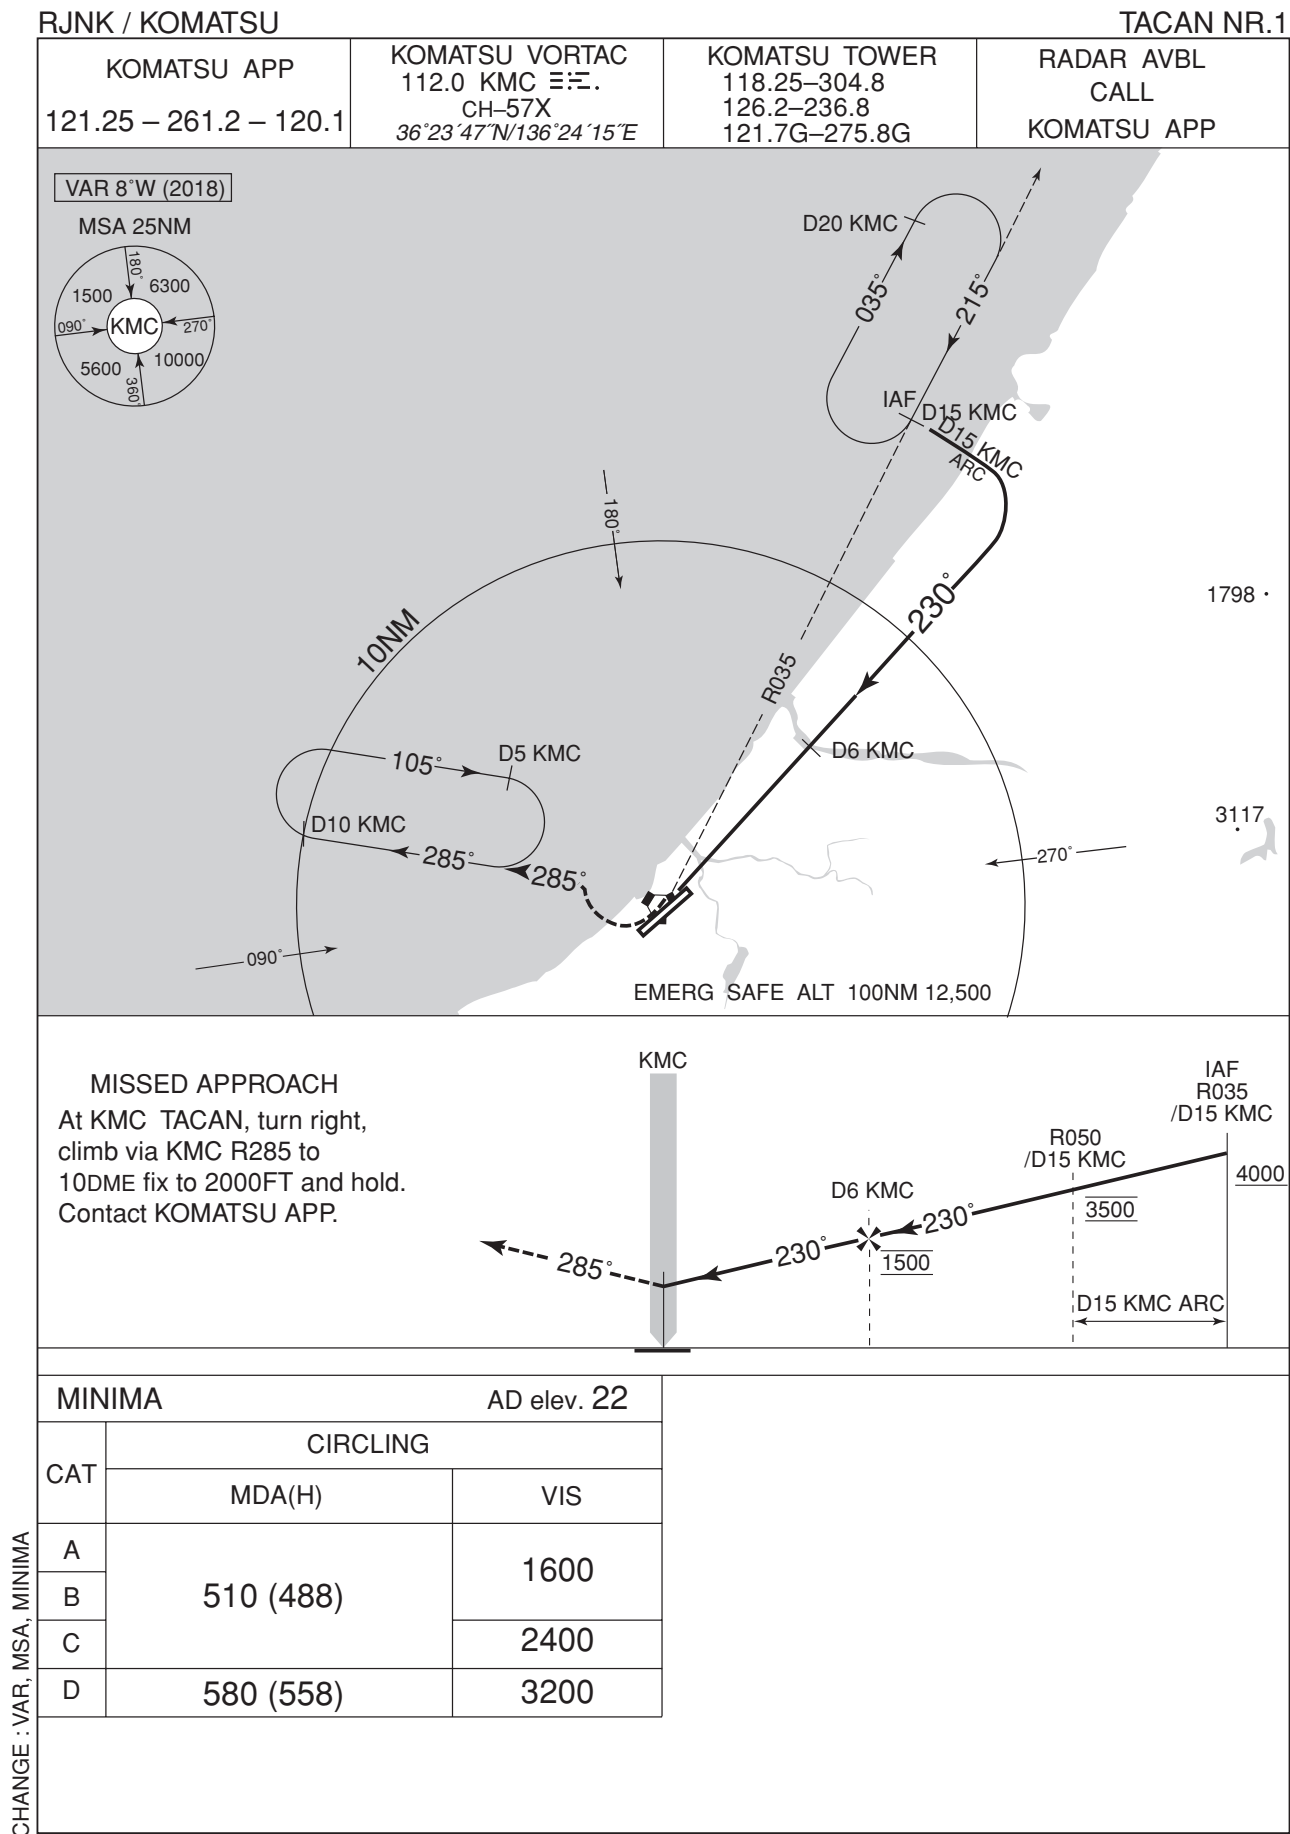 RJNK / KOMATSU
TACAN NR.1
KOMATSU APP
121.25 – 261.2 – 120.1
KOMATSU VORTAC
112.0 KMC
CH–57X
36°23´47˝N/136°24´15˝E
KOMATSU TOWER
118.25–304.8
126.2–236.8
121.7G–275.8G
RADAR AVBL
CALL
KOMATSU APP
VAR 8°W (2018)
MSA 25NM
180°
1500
6300
090°
KMC
270°
5600
10000
360°
D20 KMC
035°
215°
IAF
D15 KMC
D15 KMC
ARC
180°
10NM
230°
1798
R035
D6 KMC
105°
D5 KMC
D10 KMC
285°
285°
3117
270°
090°
EMERG SAFE ALT 100NM 12,500
MISSED APPROACH
At KMC TACAN, turn right,
climb via KMC R285 to
10DME fix to 2000FT and hold.
Contact KOMATSU APP.
KMC
IAF
R035
/D15 KMC
R050
/D15 KMC
4000
D6 KMC
3500
230°
230°
1500
285°
D15 KMC ARC
MINIMA
AD elev. 22
CAT
CIRCLING
MDA(H)
VIS
A
B
510 (488)
1600
C
2400
D
580 (558)
3200
CHANGE : VAR, MSA, MINIMA